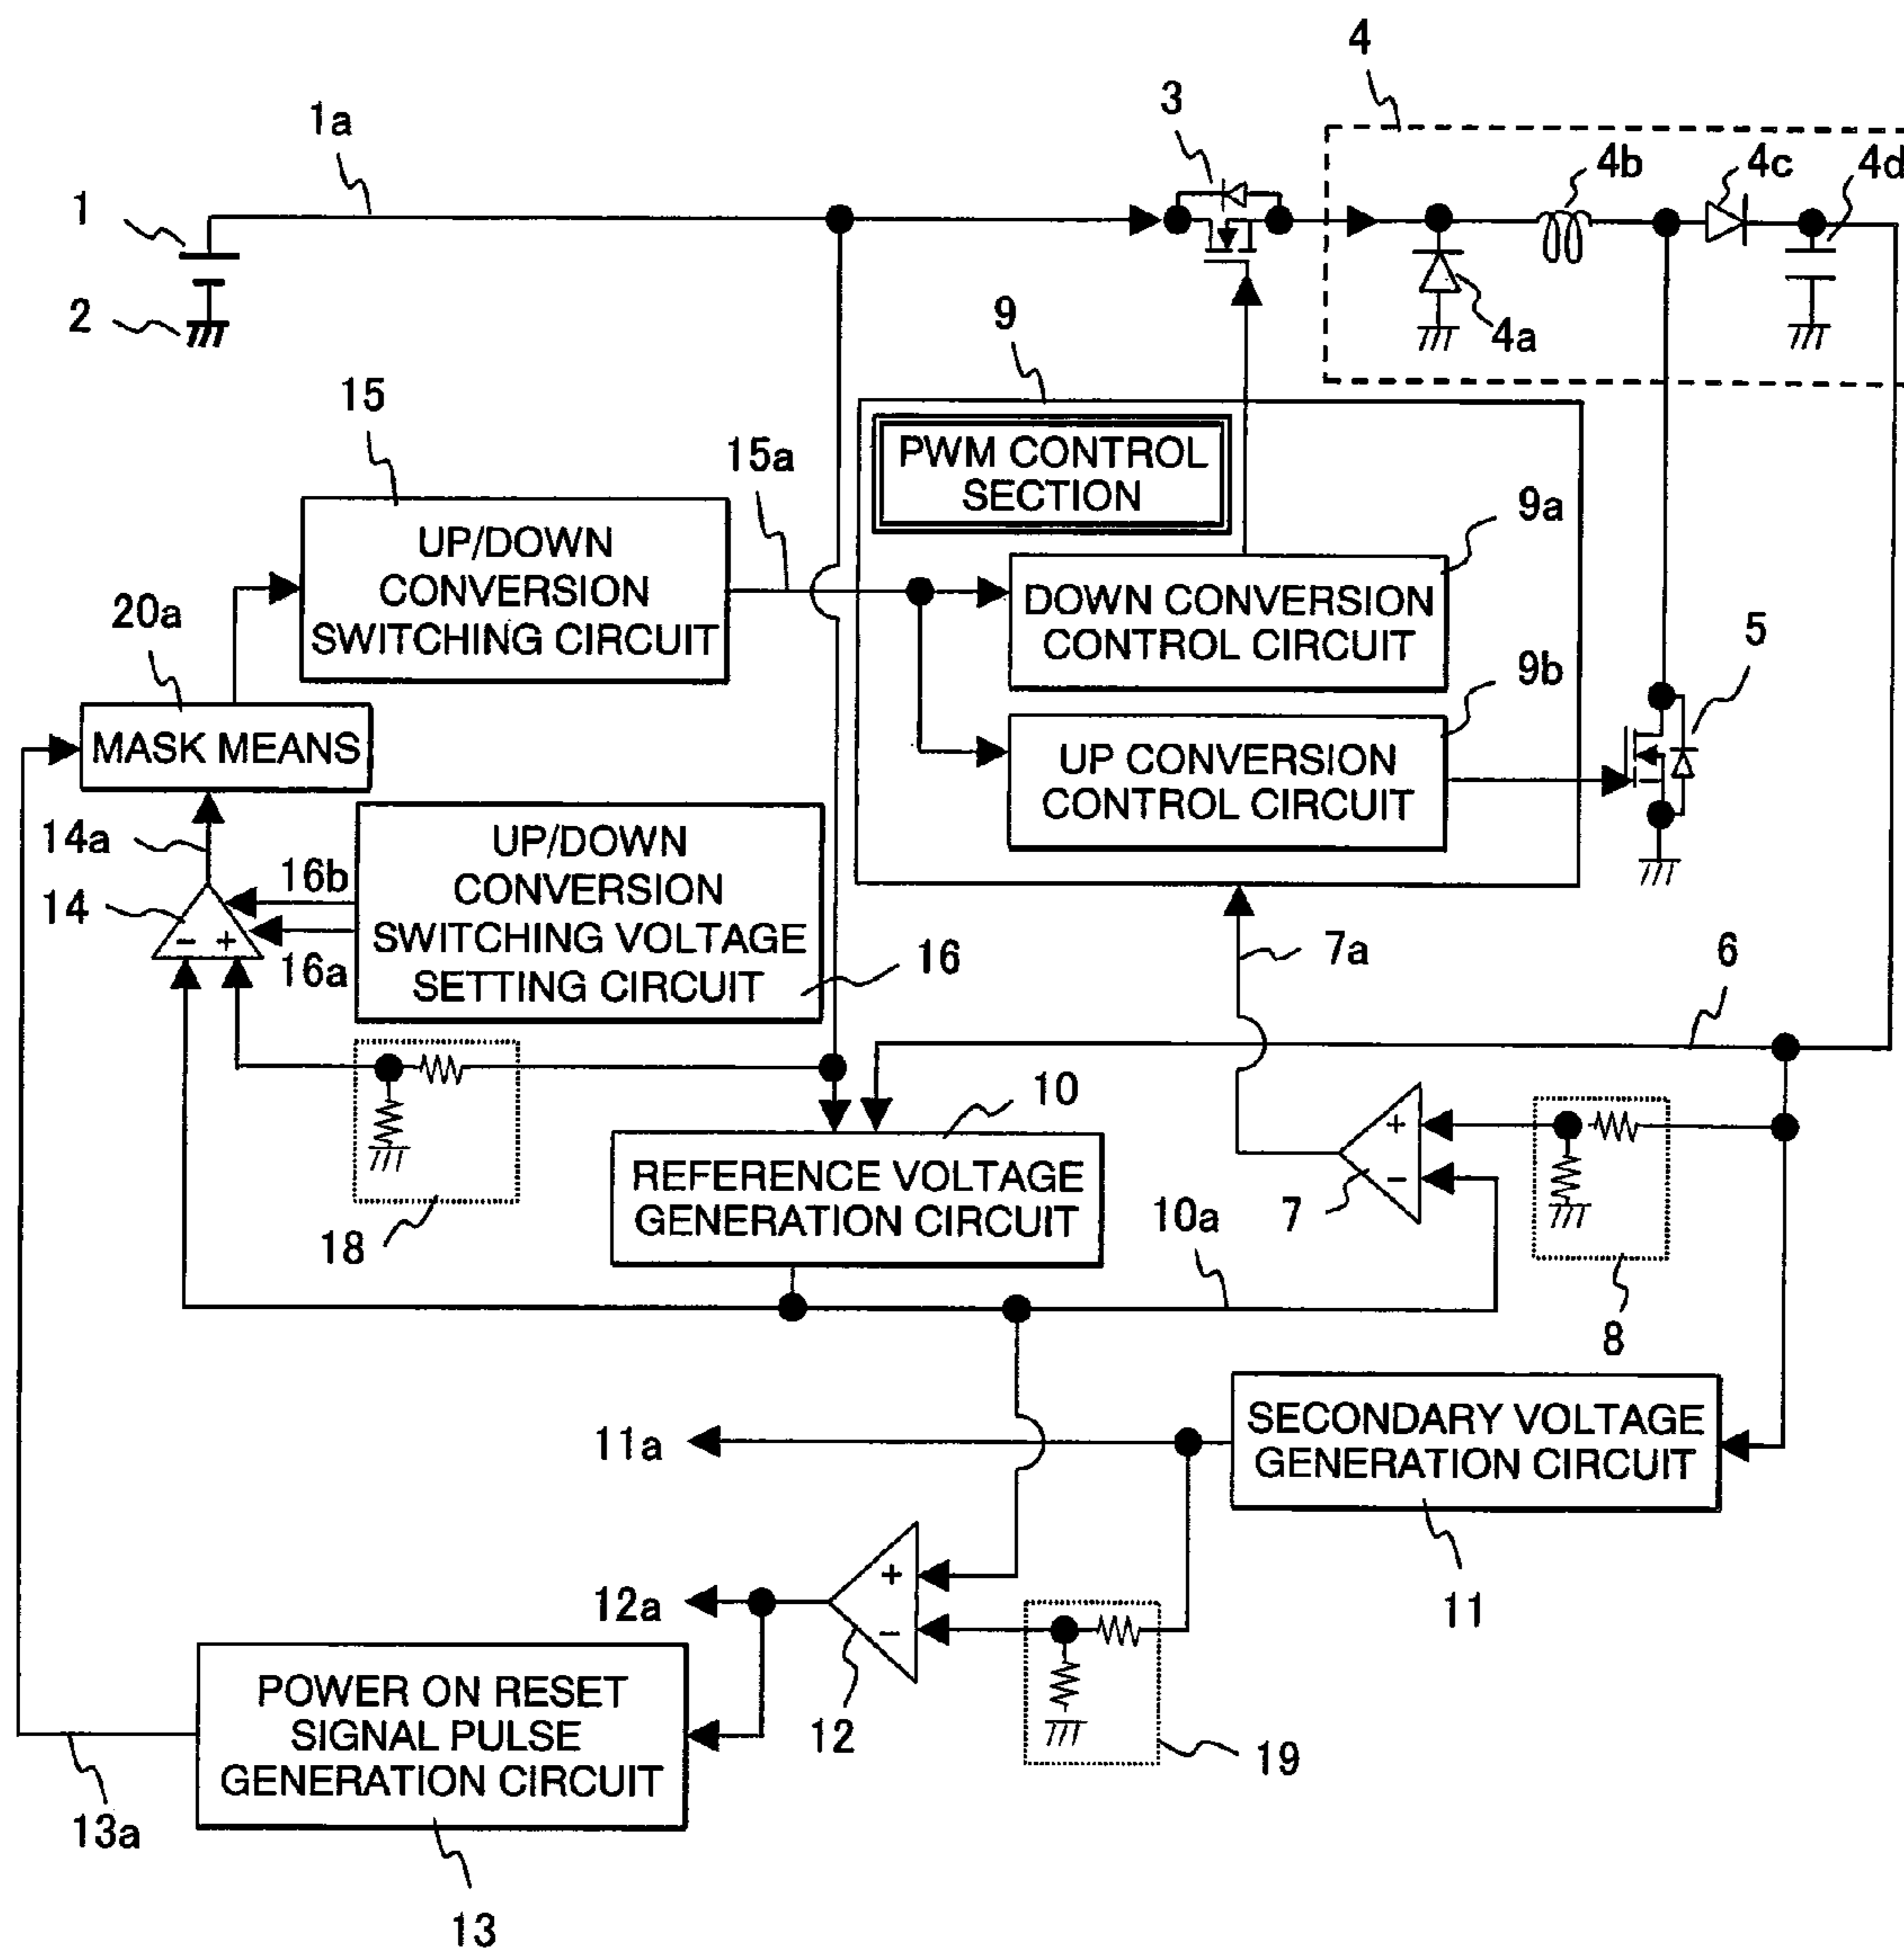 4
1a
3
4b
4c
4d
1
2
9
4a
15
15a
PWM CONTROL
SECTION
9a
UP/DOWN
CONVERSION
SWITCHING CIRCUIT
DOWN CONVERSION
CONTROL CIRCUIT
20a
5
9b
MASK MEANS
UP CONVERSION
CONTROL CIRCUIT
14a
16b
UP/DOWN
CONVERSION
SWITCHING VOLTAGE
SETTING CIRCUIT
14
- +
16a
16
7a
6
10
+
-
REFERENCE VOLTAGE
GENERATION CIRCUIT
7
18
10a
8
SECONDARY VOLTAGE
GENERATION CIRCUIT
11a
11
12a
+
-
12
19
POWER ON RESET
SIGNAL PULSE
GENERATION CIRCUIT
13a
13